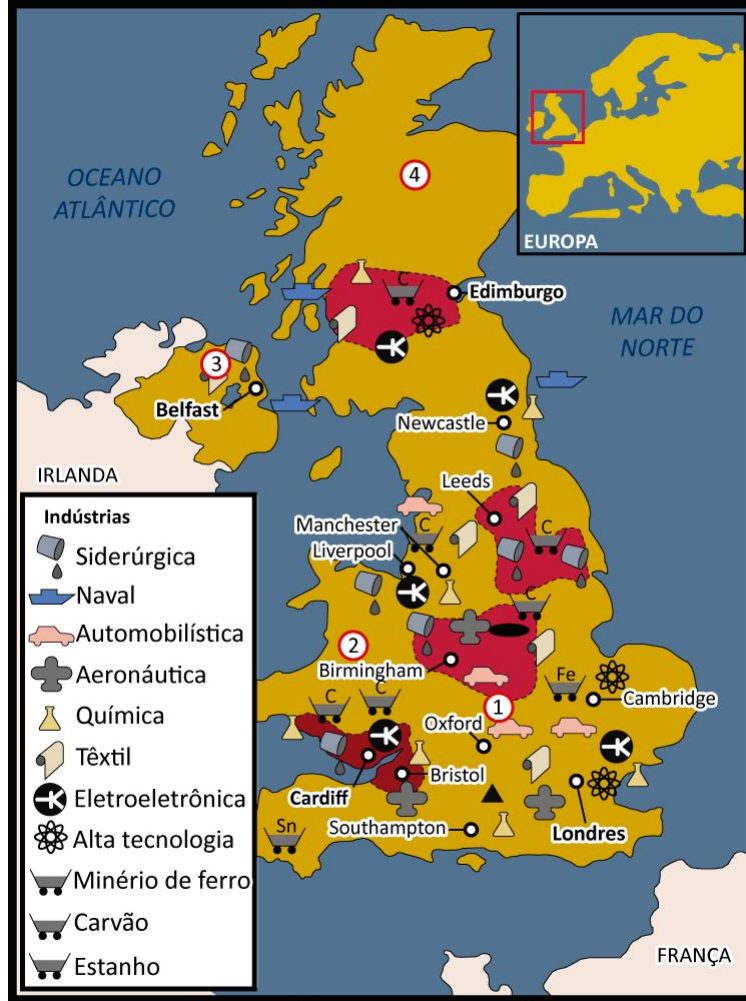 OCEANO
ATLÂNTICO
4
EUROPA
C
Edimburgo
MAR DO
NORTE
3
Belfast
Newcastle
IRLANDA
Leeds
Manchester
C
Liverpool
C
C
2
Birmingham
Fe
Cambridge
C
C
1
Oxford
Bristol
Cardiff
Sn
Southampton
Londres
FRANÇA
Indústrias
Siderúrgica
Naval
Automobilística
Aeronáutica
Química
Têxtil
Eletroeletrônica
Alta tecnologia
Minério de ferro
Carvão
Estanho